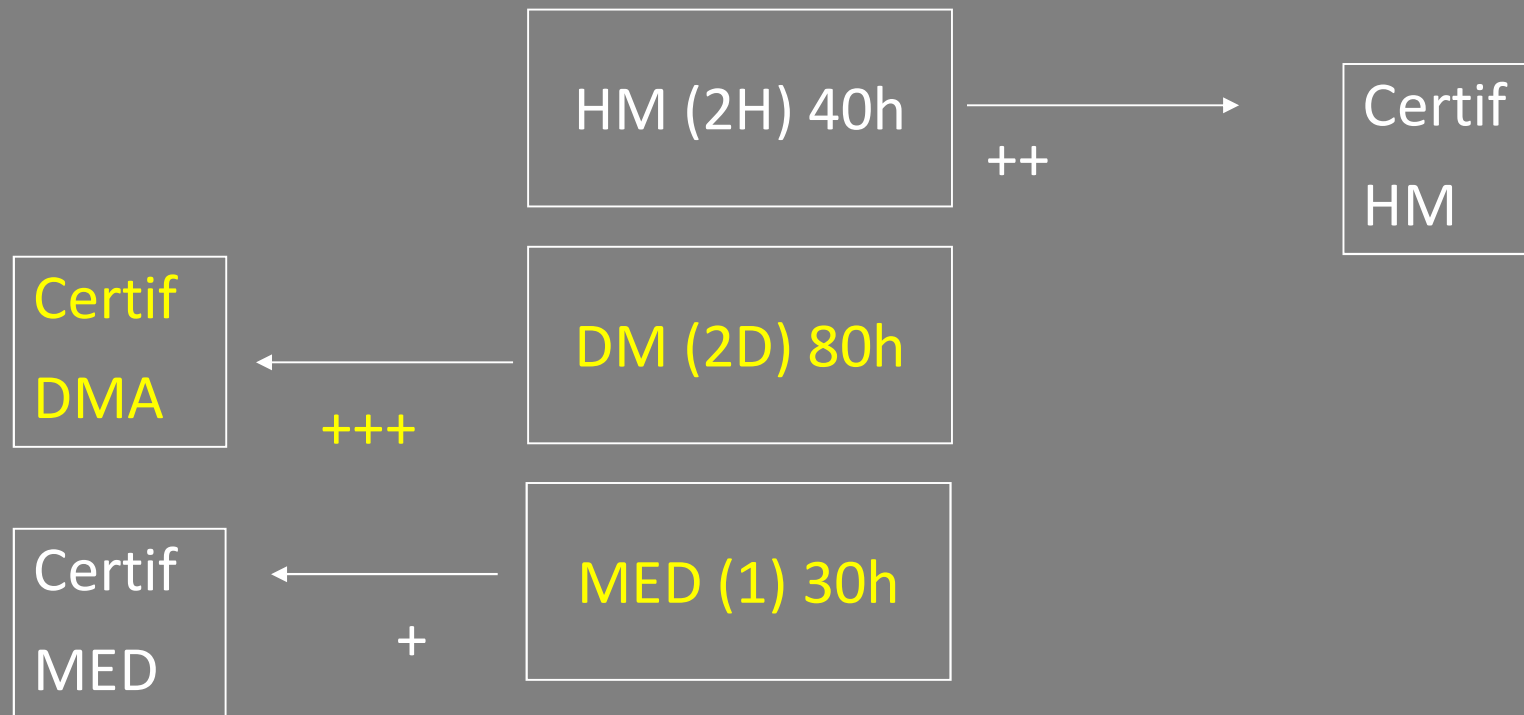 HM (2H) 40h
++
Certif
HM
Certif
DMA
+++
DM (2D) 80h
Certif
MED
+
MED (1) 30h